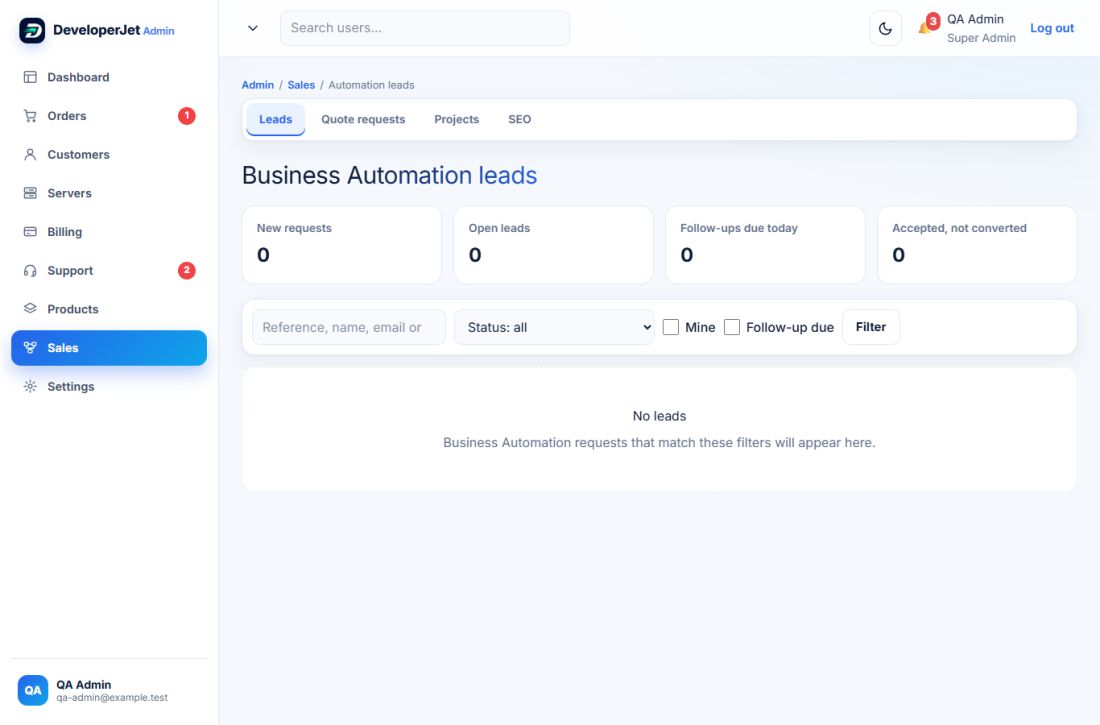 DeveloperJet Admin
Search users...
3
QA Admin
Super Admin
Log out
Dashboard
Orders
1
Customers
Servers
Billing
Support
2
Products
Sales
Settings
Admin / Sales / Automation leads
Leads
Quote requests
Projects
SEO
Business Automation leads
New requests
0
Open leads
0
Follow-ups due today
0
Accepted, not converted
0
Reference, name, email or
Status: all
Mine
Follow-up due
Filter
No leads
Business Automation requests that match these filters will appear here.
QA
QA Admin
qa-admin@example.test